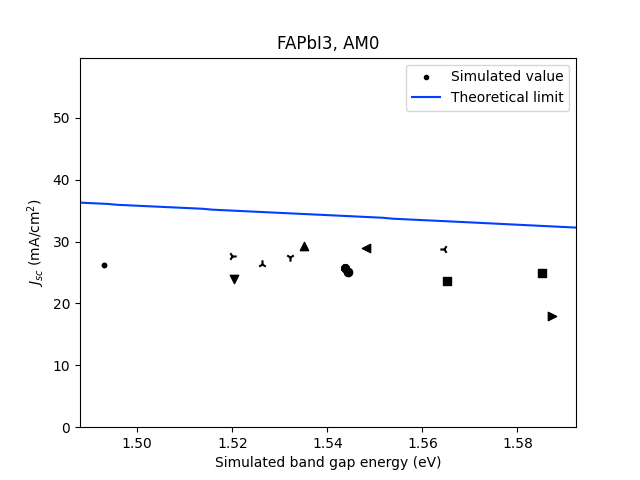 FAPbI3, AM0
Simulated value
Theoretical limit
50
40
30
20
10
0
J_sc (mA/cm²)
1.50 1.52 1.54 1.56 1.58
Simulated band gap energy (eV)